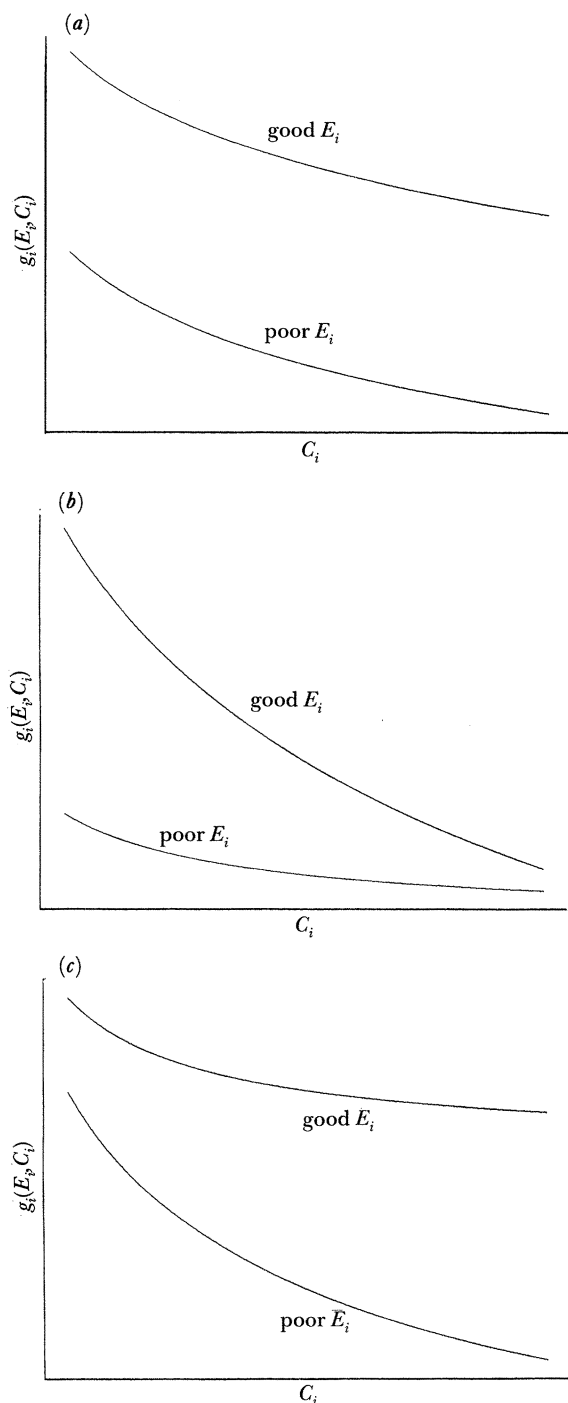 (a)
good E_i
g_i(E_i, C_i)
poor E_i
C_i
(b)
g_i(E_i, C_i)
good E_i
poor E_i
C_i
(c)
g_i(E_i, C_i)
good E_i
poor E_i
C_i